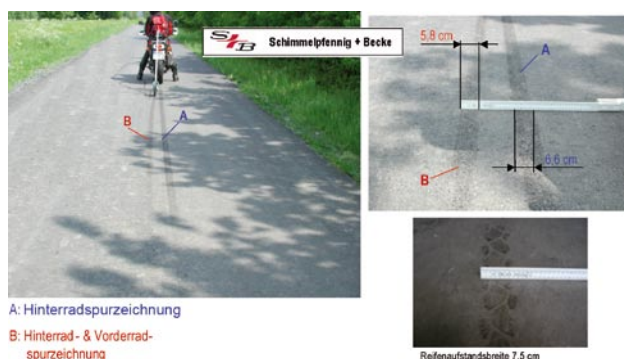 S+B Schimmelpfennig + Becke
5,8 cm
A
B
A
6,6 cm
B
A: Hinterradspurzeichnung
B: Hinterrad- & Vorderrad-
spurzeichnung
Reifenaufstandsbreite 7,5 cm